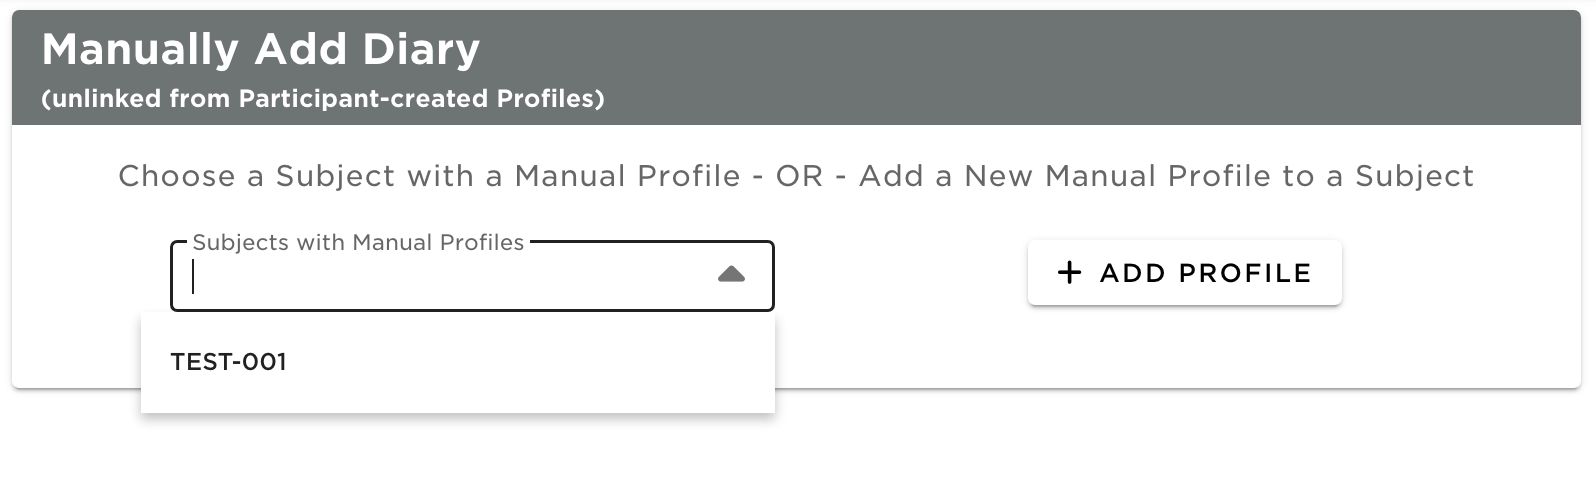 Manually Add Diary
(unlinked from Participant-created Profiles)
Choose a Subject with a Manual Profile - OR - Add a New Manual Profile to a Subject
Subjects with Manual Profiles
+ ADD PROFILE
TEST-001